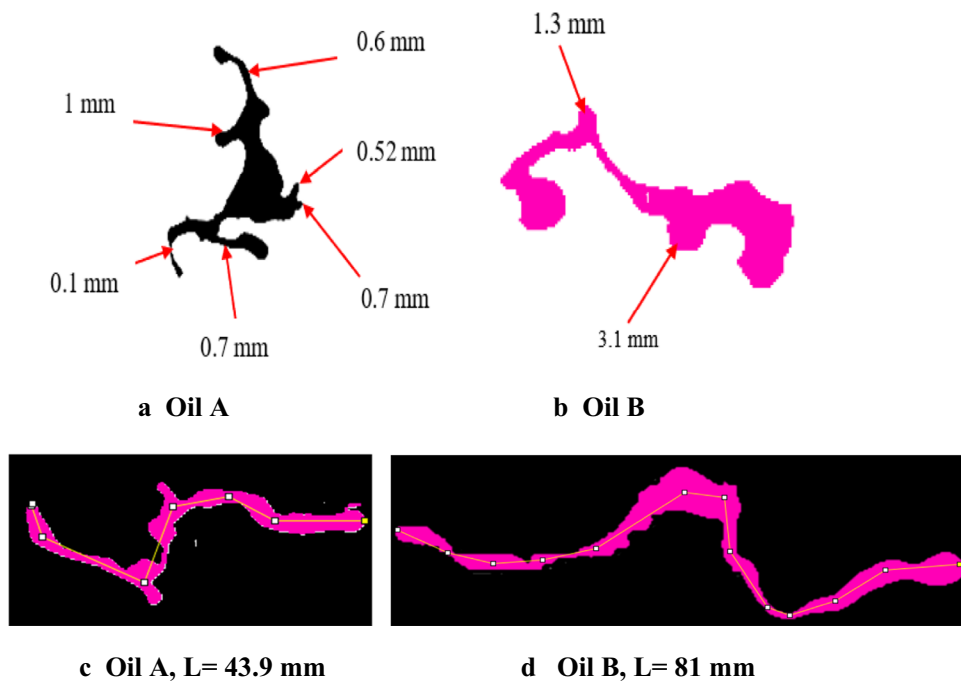 1.3 mm
0.6 mm
1 mm
0.52 mm
0.1 mm
0.7 mm
0.7 mm
3.1 mm
a Oil A
b Oil B
c Oil A, L= 43.9 mm
d Oil B, L= 81 mm